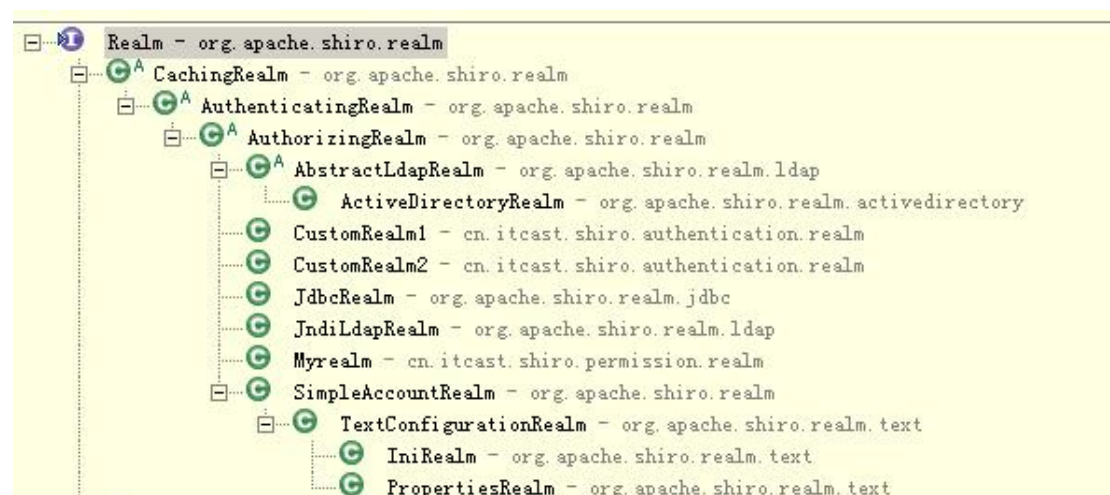 Realm - org.apache.shiro.realm
CachingRealm - org.apache.shiro.realm
AuthenticatingRealm - org.apache.shiro.realm
AuthorizingRealm - org.apache.shiro.realm
AbstractLdapRealm - org.apache.shiro.realm.ldap
ActiveDirectoryRealm - org.apache.shiro.realm.activedirectory
CustomRealm1 - cn.itcast.shiro.authentication.realm
CustomRealm2 - cn.itcast.shiro.authentication.realm
JdbcRealm - org.apache.shiro.realm.jdbc
JndiLdapRealm - org.apache.shiro.realm.ldap
Myrealm - cn.itcast.shiro.permission.realm
SimpleAccountRealm - org.apache.shiro.realm
TextConfigurationRealm - org.apache.shiro.realm.text
IniRealm - org.apache.shiro.realm.text
PropertiesRealm - org.apache.shiro.realm.text